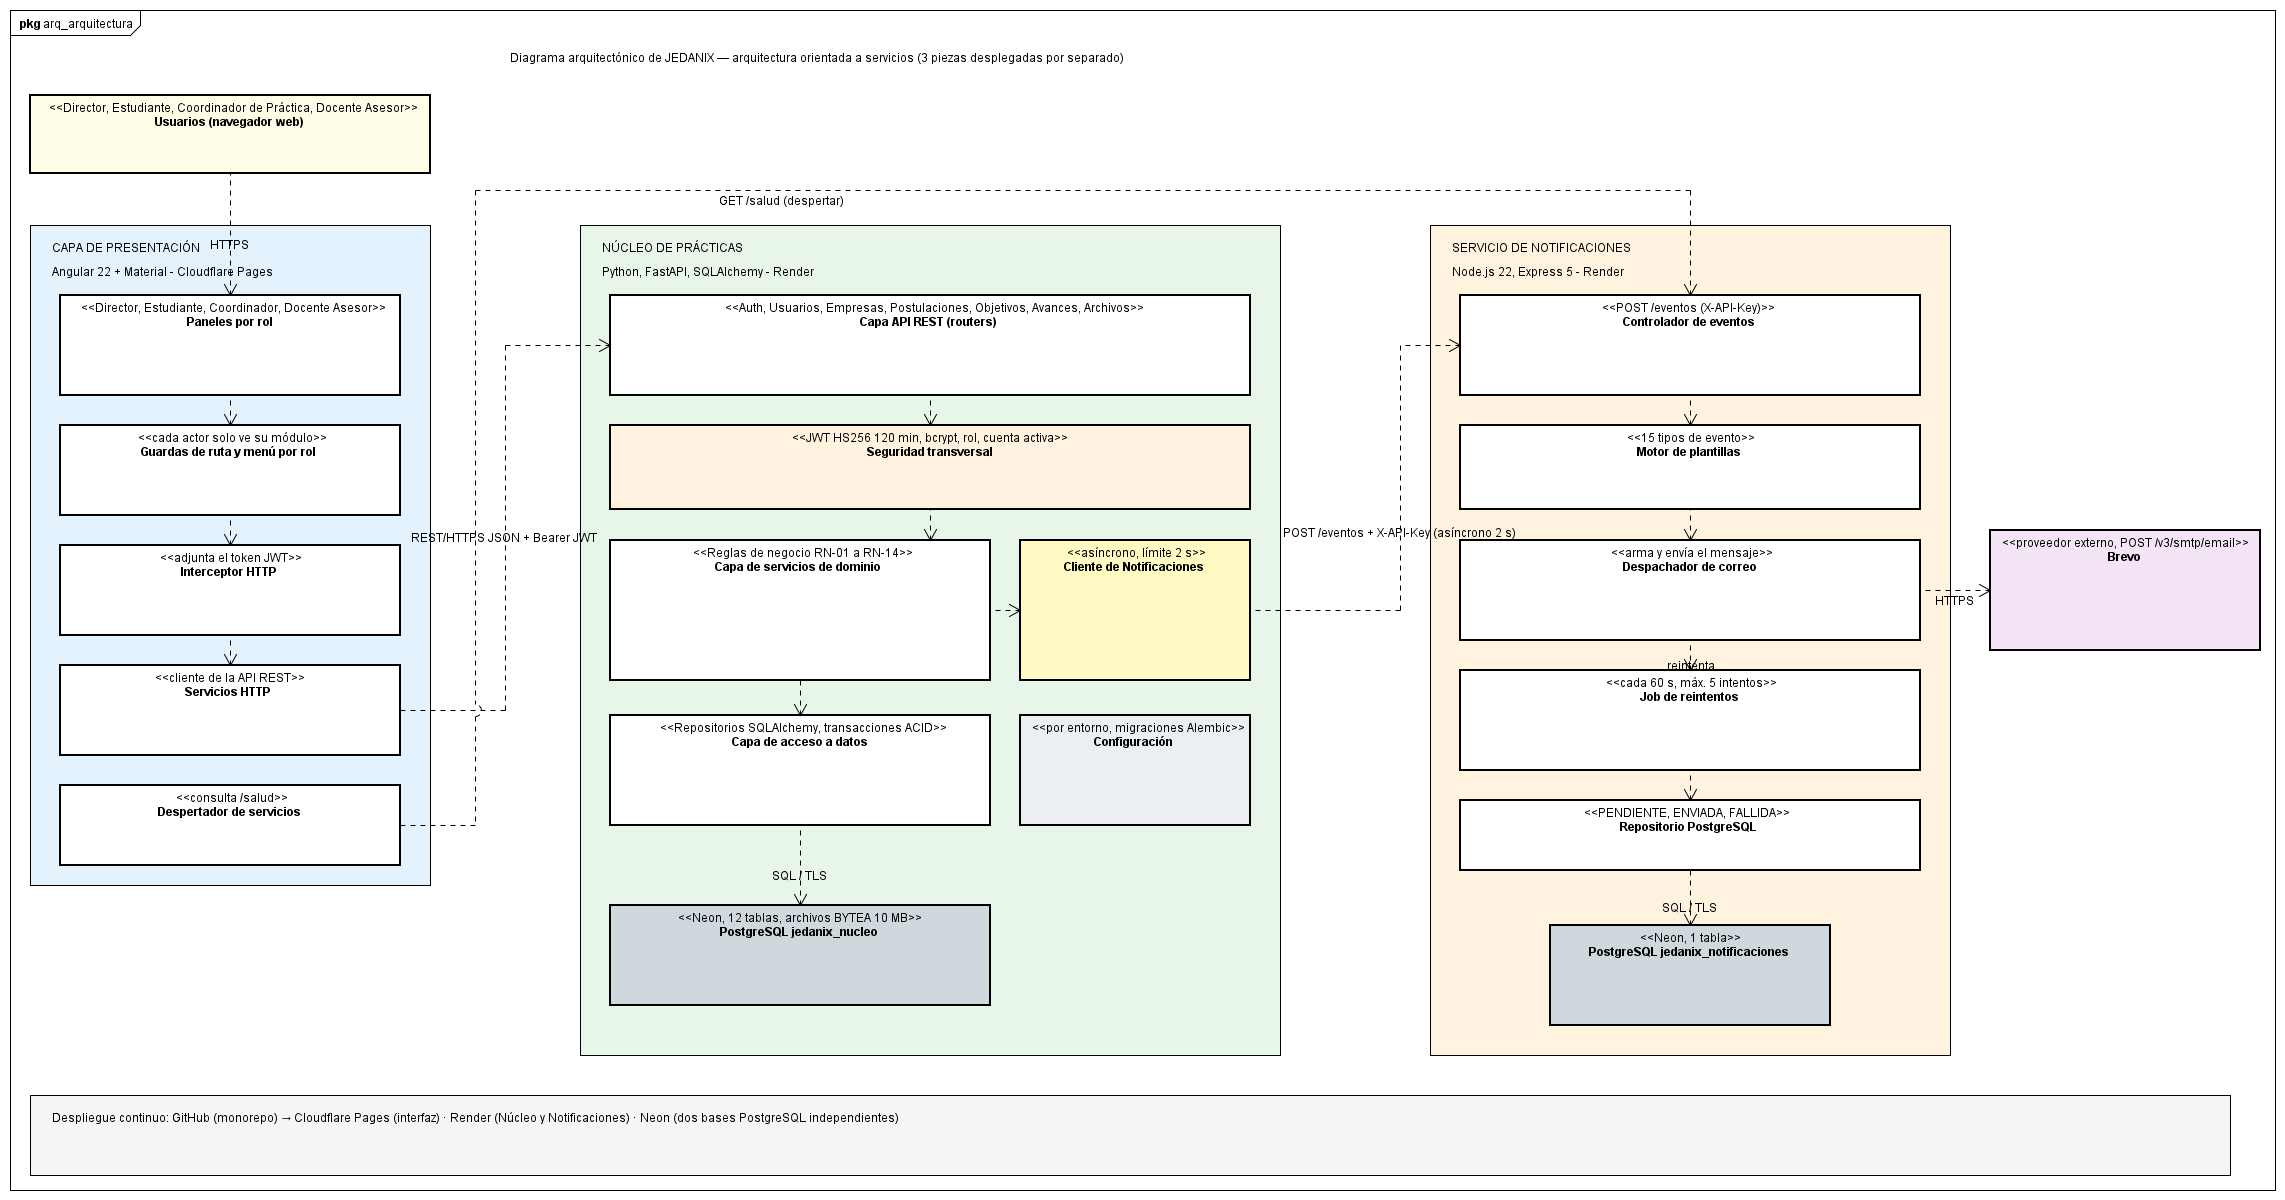 pkg arq_arquitectura
Diagrama arquitectónico de JEDANIX — arquitectura orientada a servicios (3 piezas desplegadas por separado)
<<Director, Estudiante, Coordinador de Práctica, Docente Asesor>>
Usuarios (navegador web)
HTTPS
GET /salud (despertar)
CAPA DE PRESENTACIÓN
Angular 22 + Material - Cloudflare Pages
<<Director, Estudiante, Coordinador, Docente Asesor>>
Paneles por rol
<<cada actor solo ve su módulo>>
Guardas de ruta y menú por rol
<<adjunta el token JWT>>
Interceptor HTTP
<<cliente de la API REST>>
Servicios HTTP
<<consulta /salud>>
Despertador de servicios
REST/HTTPS JSON + Bearer JWT
NÚCLEO DE PRÁCTICAS
Python, FastAPI, SQLAlchemy - Render
<<Auth, Usuarios, Empresas, Postulaciones, Objetivos, Avances, Archivos>>
Capa API REST (routers)
<<JWT HS256 120 min, bcrypt, rol, cuenta activa>>
Seguridad transversal
<<Reglas de negocio RN-01 a RN-14>>
Capa de servicios de dominio
<<asíncrono, límite 2 s>>
Cliente de Notificaciones
<<Repositorios SQLAlchemy, transacciones ACID>>
Capa de acceso a datos
<<por entorno, migraciones Alembic>>
Configuración
SQL / TLS
<<Neon, 12 tablas, archivos BYTEA 10 MB>>
PostgreSQL jedanix_nucleo
POST /eventos + X-API-Key (asíncrono 2 s)
SERVICIO DE NOTIFICACIONES
Node.js 22, Express 5 - Render
<<POST /eventos (X-API-Key)>>
Controlador de eventos
<<15 tipos de evento>>
Motor de plantillas
<<arma y envía el mensaje>>
Despachador de correo
HTTPS
<<proveedor externo, POST /v3/smtp/email>>
Brevo
reintenta
<<cada 60 s, máx. 5 intentos>>
Job de reintentos
<<PENDIENTE, ENVIADA, FALLIDA>>
Repositorio PostgreSQL
SQL / TLS
<<Neon, 1 tabla>>
PostgreSQL jedanix_notificaciones
Despliegue continuo: GitHub (monorepo) → Cloudflare Pages (interfaz) · Render (Núcleo y Notificaciones) · Neon (dos bases PostgreSQL independientes)